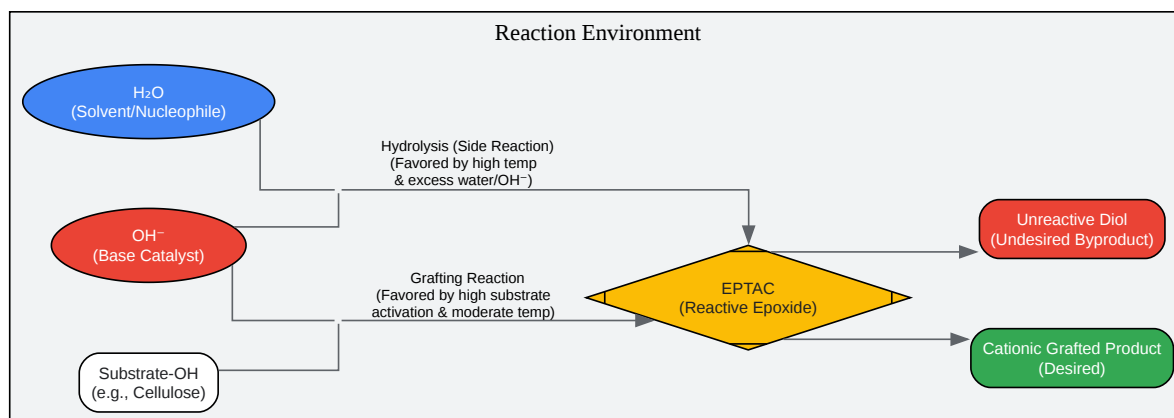 Reaction Environment
H₂O
(Solvent/Nucleophile)
Hydrolysis (Side Reaction)
(Favored by high temp
& excess water/OH⁻)
OH⁻
(Base Catalyst)
Unreactive Diol
(Undesired Byproduct)
Grafting Reaction
(Favored by high substrate
activation & moderate temp)
EPTAC
(Reactive Epoxide)
Substrate-OH
(e.g., Cellulose)
Cationic Grafted Product
(Desired)